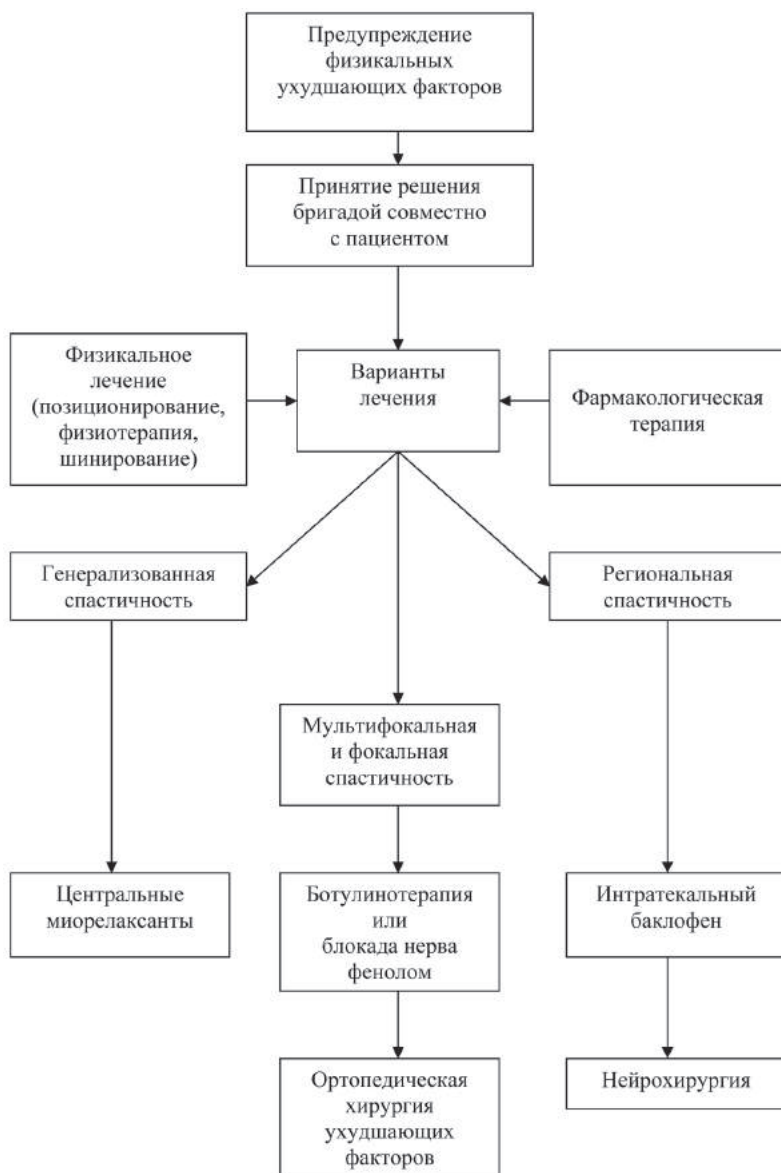 Предупреждение
физикальных
ухудшающих факторов
Принятие решения
бригадой совместно
с пациентом
Физикальное
лечение
(позиционирование,
физиотерапия,
шинирование)
Варианты
лечения
Фармакологическая
терапия
Генерализованная
спастичность
Региональная
спастичность
Мультифокальная
и фокальная
спастичность
Центральные
миорелаксанты
Ботулинотерапия
или
блокада нерва
фенолом
Интратекальный
баклофен
Ортопедическая
хирургия
ухудшающих
факторов
Нейрохирургия